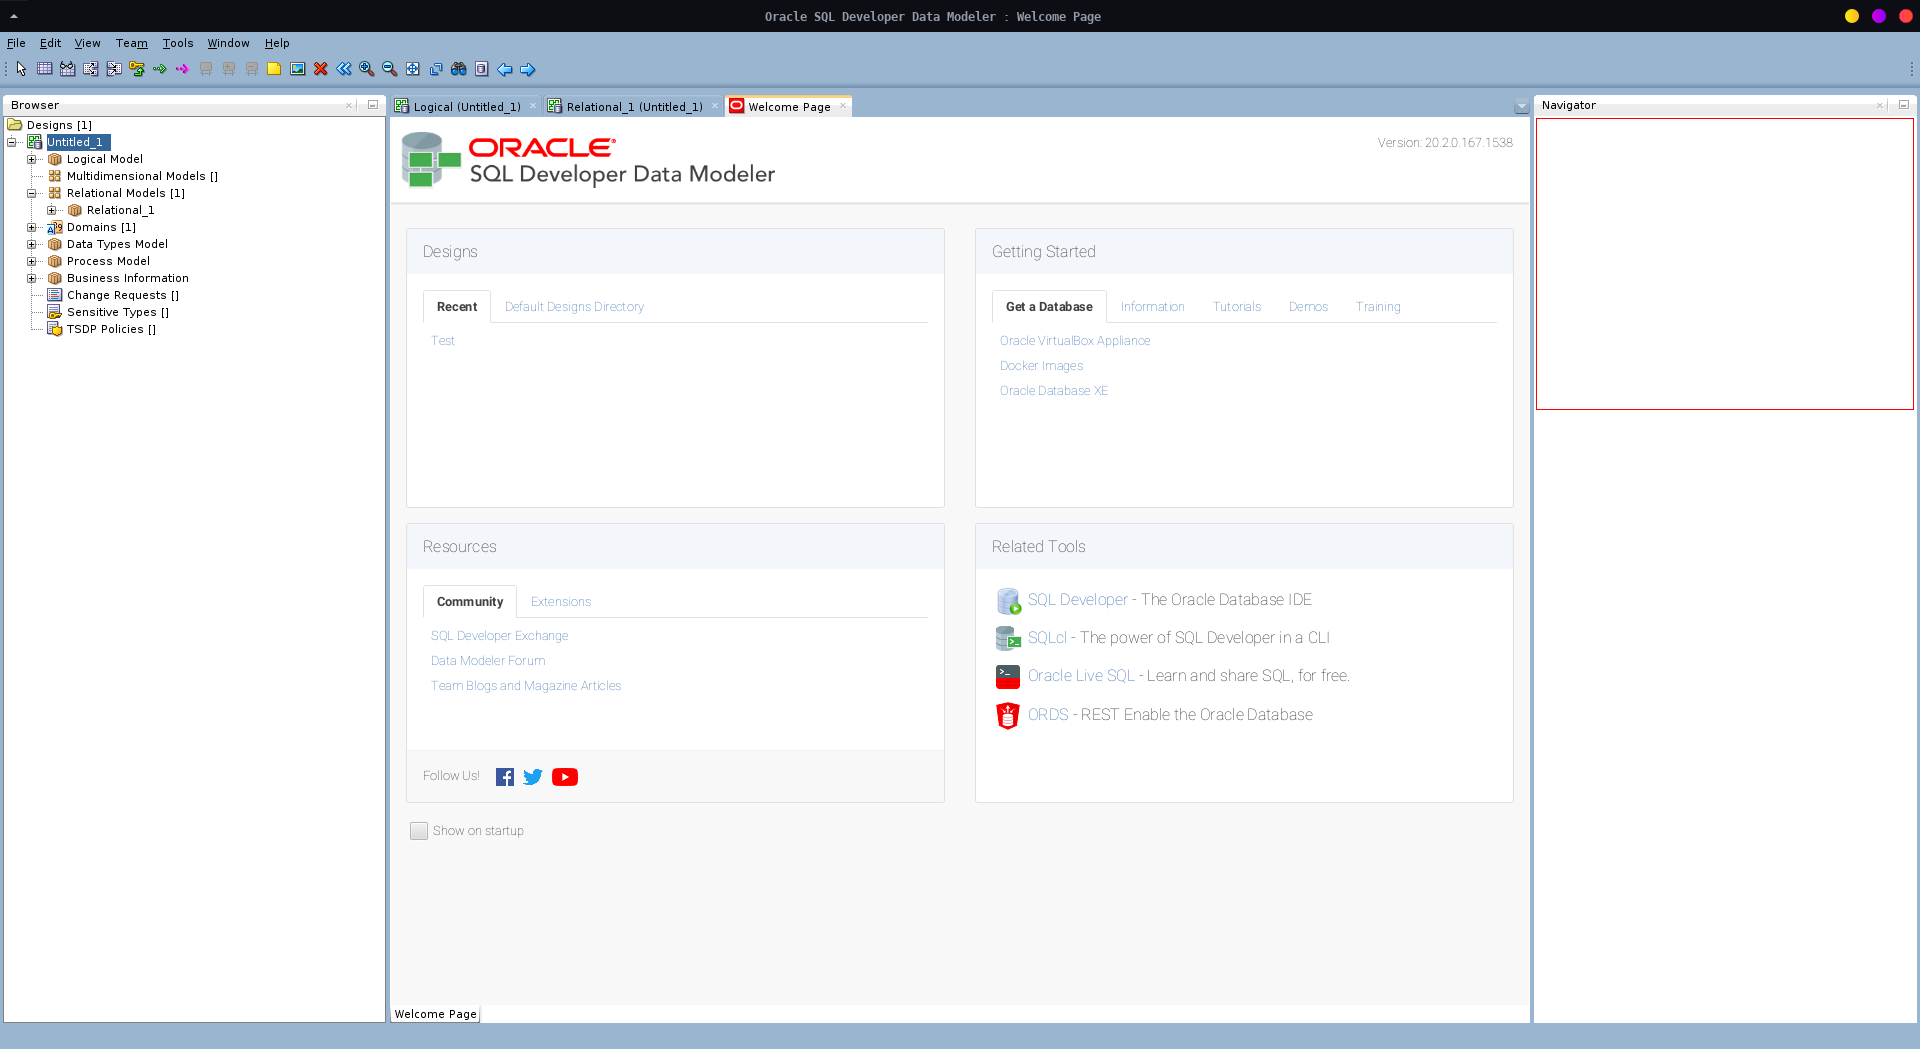 Oracle SQL Developer Data Modeler : Welcome Page
File Edit View Team Tools Window Help
Browser
Designs [1]
Untitled_1
Logical Model
Multidimensional Models []
Relational Models [1]
Relational_1
Domains [1]
Data Types Model
Process Model
Business Information
Change Requests []
Sensitive Types []
TSDP Policies []
Logical (Untitled_1) Relational_1 (Untitled_1) Welcome Page
ORACLE
SQL Developer Data Modeler
Version: 20.2.0.167.1538
Designs
Recent Default Designs Directory
Test
Getting Started
Get a Database Information Tutorials Demos Training
Oracle VirtualBox Appliance
Docker Images
Oracle Database XE
Resources
Community Extensions
SQL Developer Exchange
Data Modeler Forum
Team Blogs and Magazine Articles
Follow Us!
Related Tools
SQL Developer - The Oracle Database IDE
SQLcl - The power of SQL Developer in a CLI
Oracle Live SQL - Learn and share SQL, for free.
ORDS - REST Enable the Oracle Database
Show on startup
Welcome Page
Navigator